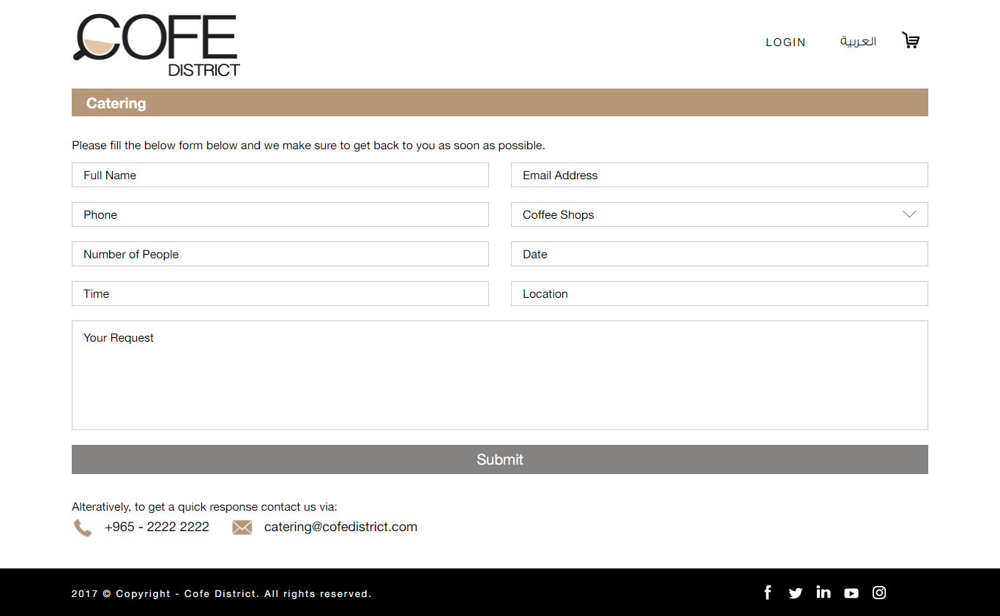 COFE
DISTRICT
LOGIN
العربية
Catering
Please fill the below form below and we make sure to get back to you as soon as possible.
Full Name
Email Address
Phone
Coffee Shops
Number of People
Date
Time
Location
Your Request
Submit
Alteratively, to get a quick response contact us via:
+965 - 2222 2222
catering@cofedistrict.com
2017 © Copyright - Cofe District. All rights reserved.